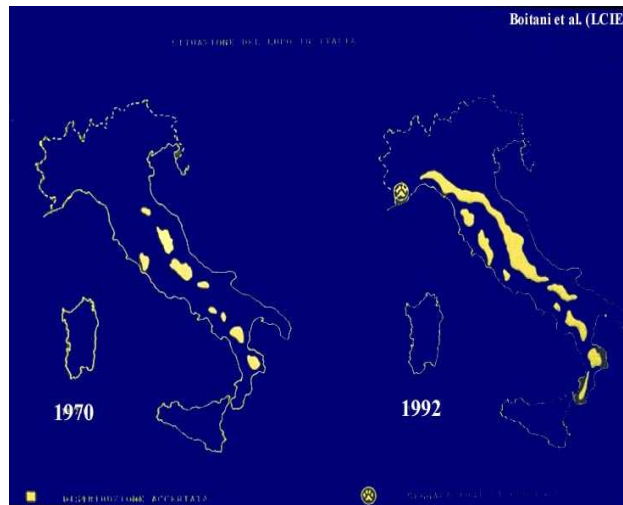 Boitani et al. (LCIE
SITUAZIONE DEL LUPO IN ITALIA
1970
1992
DISTRIBUZIONE ACCERTATA